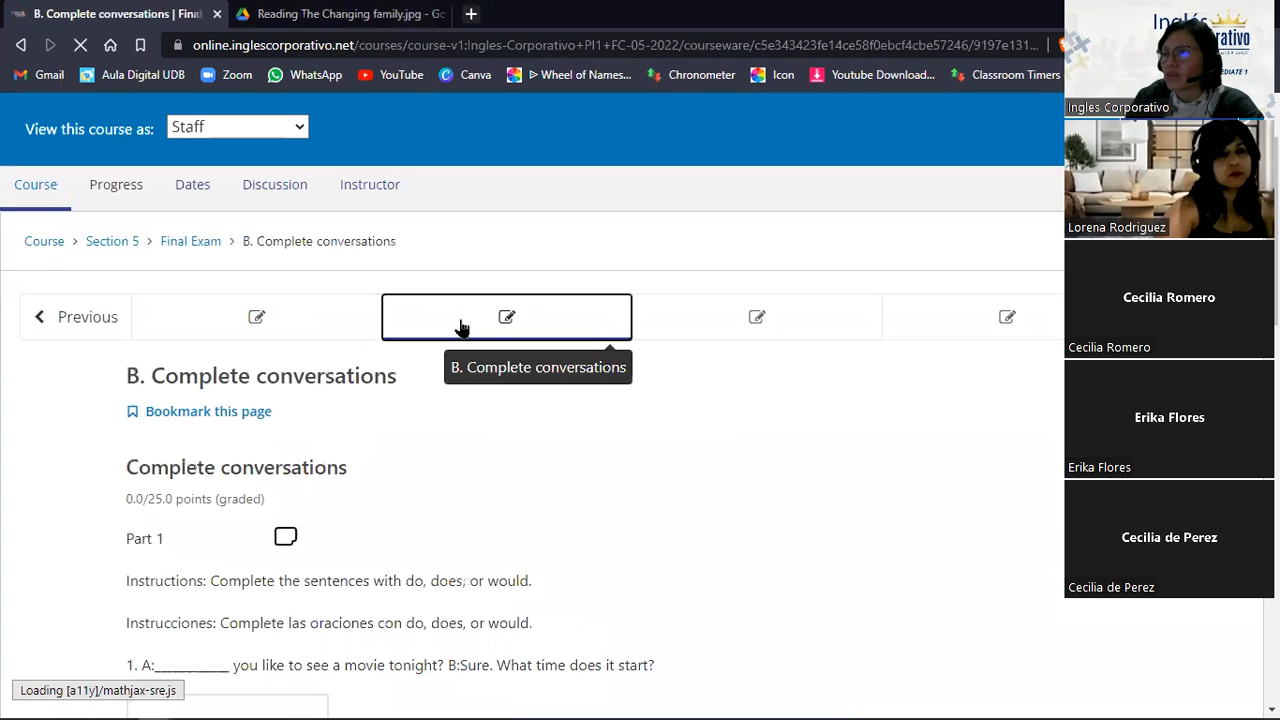 B. Complete conversations | Final
Reading The Changing family.jpg - Go
online.inglescorporativo.net/courses/course-v1:Ingles-Corporativo+PI1+FC-05-2022/courseware/c5e343423fe14ce58f0ebcf4cbe57246/9197e131...
Gmail
Aula Digital UDB
Zoom
WhatsApp
YouTube
Canva
▷ Wheel of Names...
Chronometer
Icons
Youtube Download...
Classroom Timers
View this course as:
Staff
Course
Progress
Dates
Discussion
Instructor
Course > Section 5 > Final Exam > B. Complete conversations
Previous
B. Complete conversations
B. Complete conversations
Bookmark this page
Complete conversations
0.0/25.0 points (graded)
Part 1
Instructions: Complete the sentences with do, does, or would.
Instrucciones: Complete las oraciones con do, does, or would.
1. A:____________ you like to see a movie tonight? B:Sure. What time does it start?
Loading [a11y]/mathjax-sre.js
Ingles Corporativo
Lorena Rodriguez
Cecilia Romero
Cecilia Romero
Erika Flores
Erika Flores
Cecilia de Perez
Cecilia de Perez